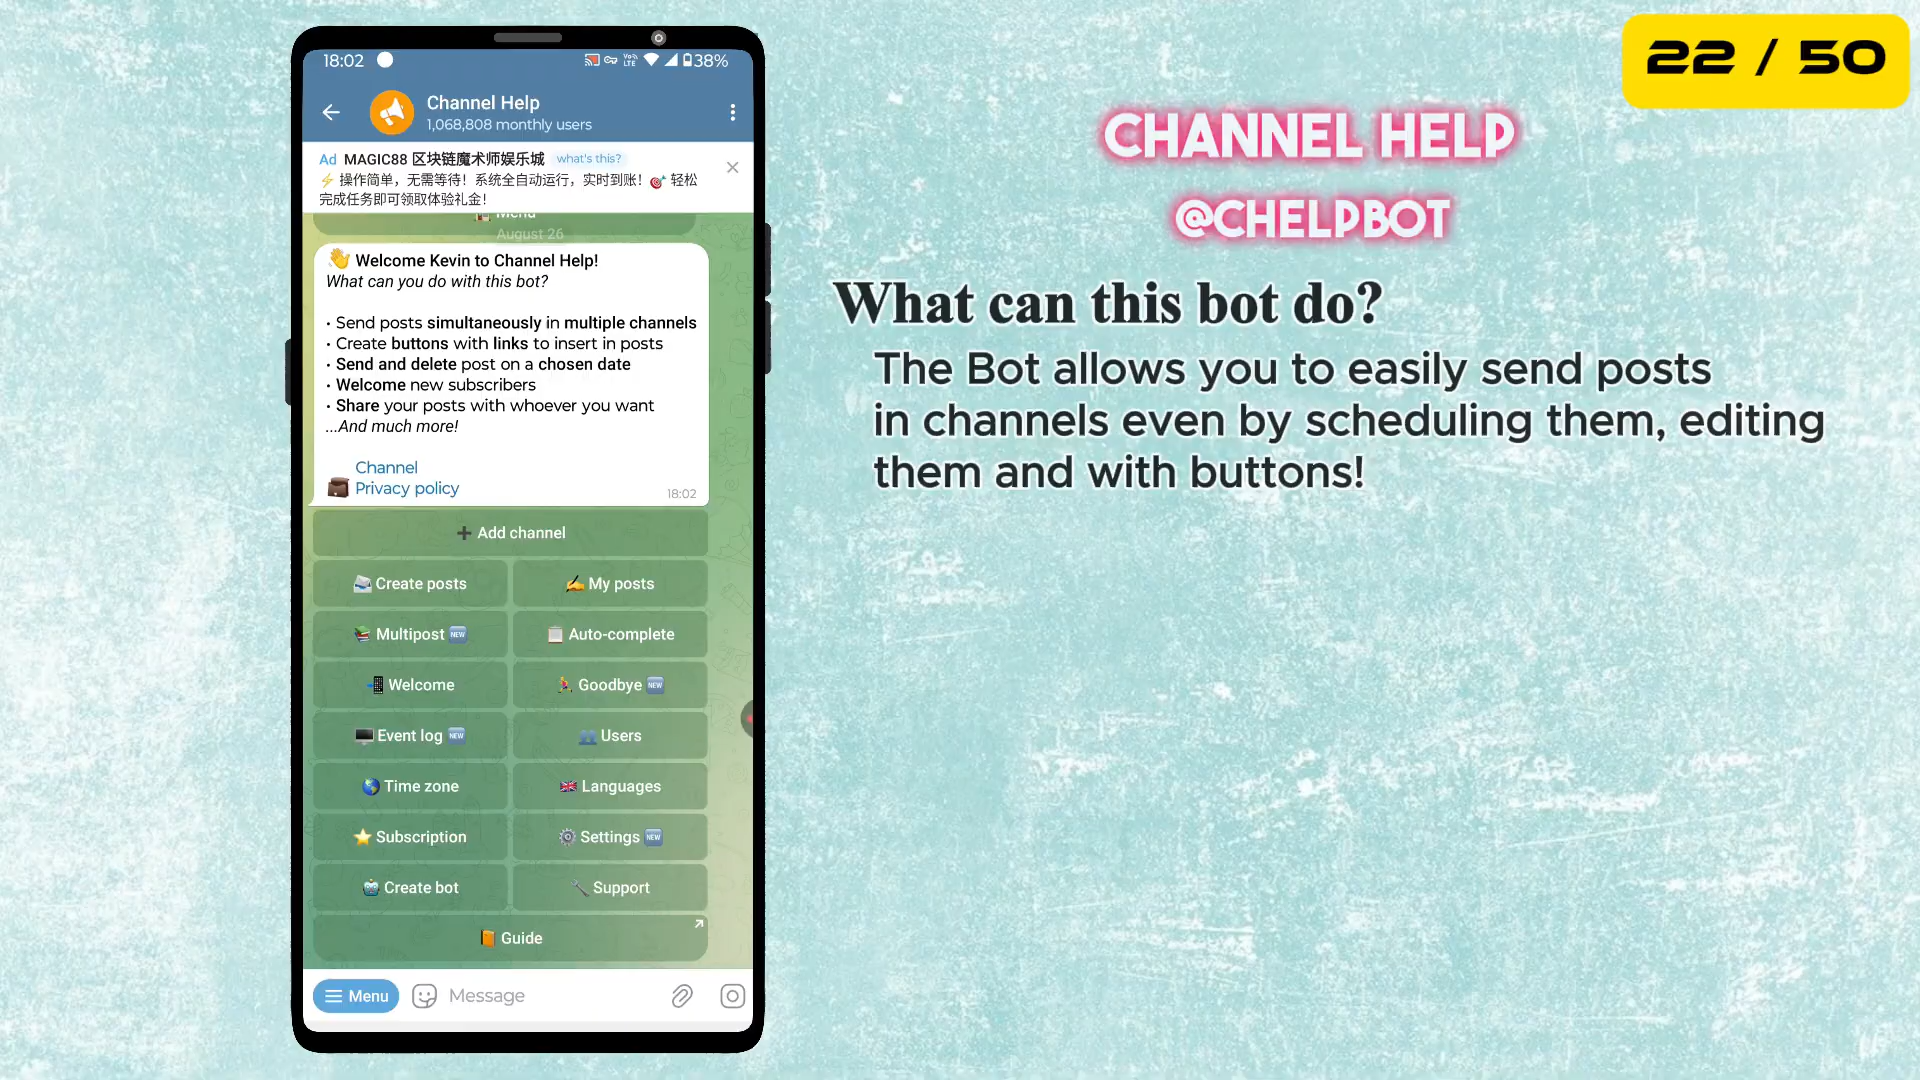 22 / 50
18:02
38%
Channel Help
1,068,808 monthly users
Ad MAGIC88 区块链魔术师娱乐城 what's this?
⚡ 操作简单，无需等待！系统全自动运行，实时到账！🎯 轻松
完成任务即可领取体验礼金！
Menu
August 26
👋 Welcome Kevin to Channel Help!
What can you do with this bot?
• Send posts simultaneously in multiple channels
• Create buttons with links to insert in posts
• Send and delete post on a chosen date
• Welcome new subscribers
• Share your posts with whoever you want
...And much more!
Channel
Privacy policy
18:02
➕ Add channel
Create posts
My posts
Multipost NEW
Auto-complete
Welcome
Goodbye NEW
Event log NEW
Users
Time zone
Languages
Subscription
Settings NEW
Create bot
Support
Guide
Menu
Message
CHANNEL HELP
@CHELPBOT
What can this bot do?
The Bot allows you to easily send posts
in channels even by scheduling them, editing
them and with buttons!